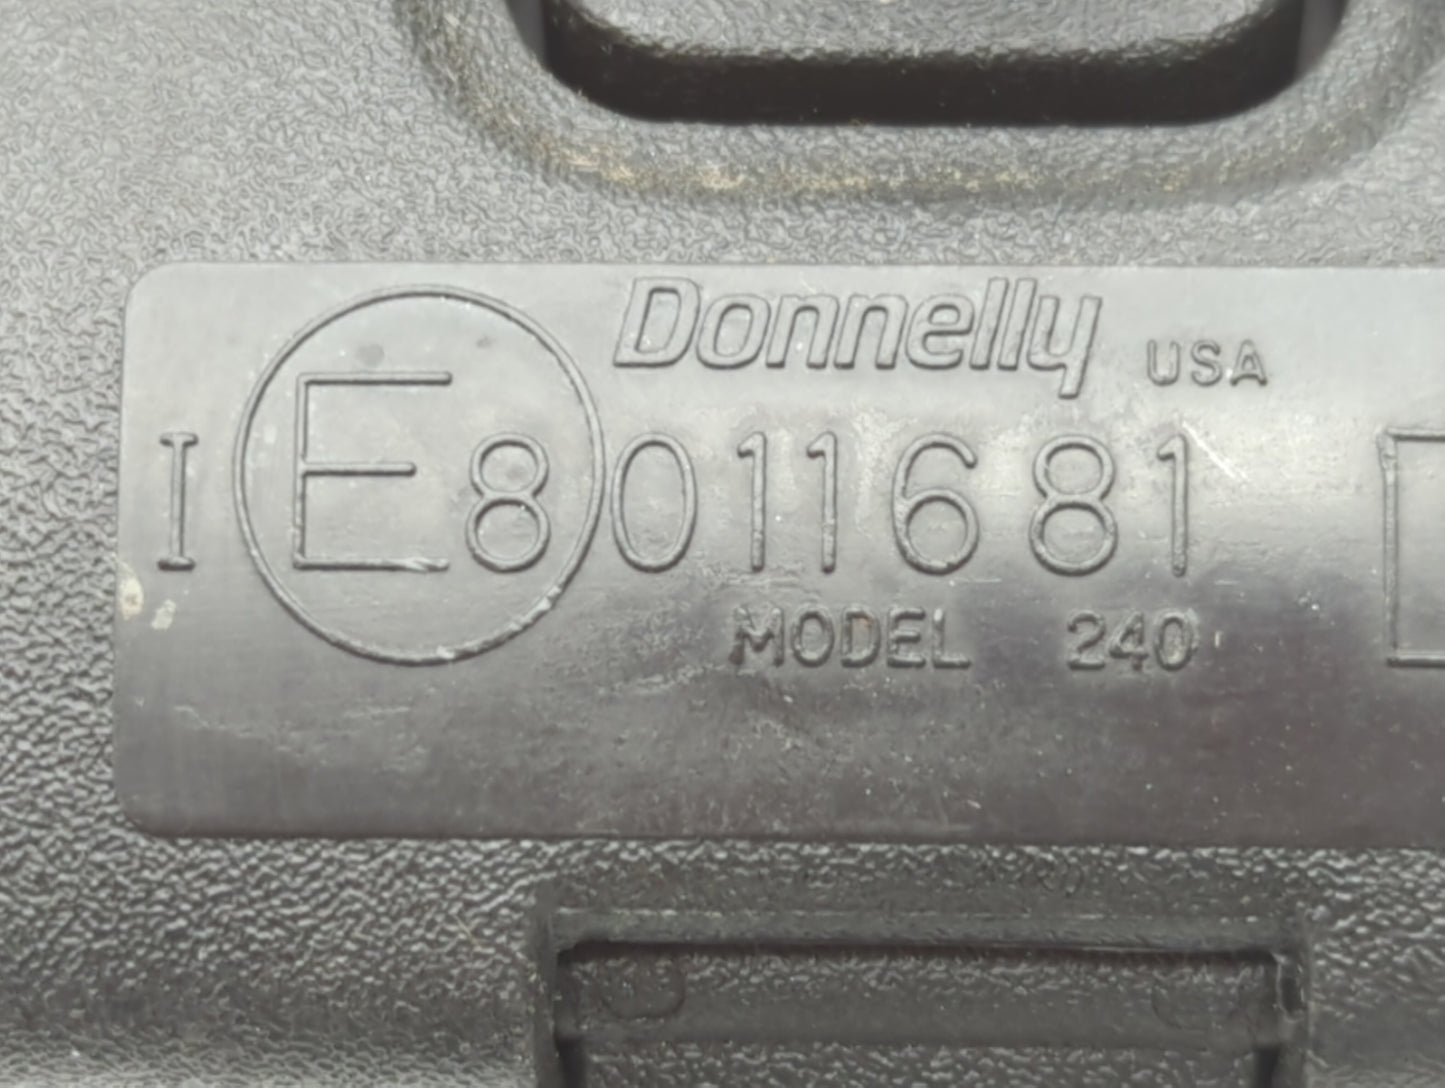 Donnelly USA
I E8 011681
MODEL 240